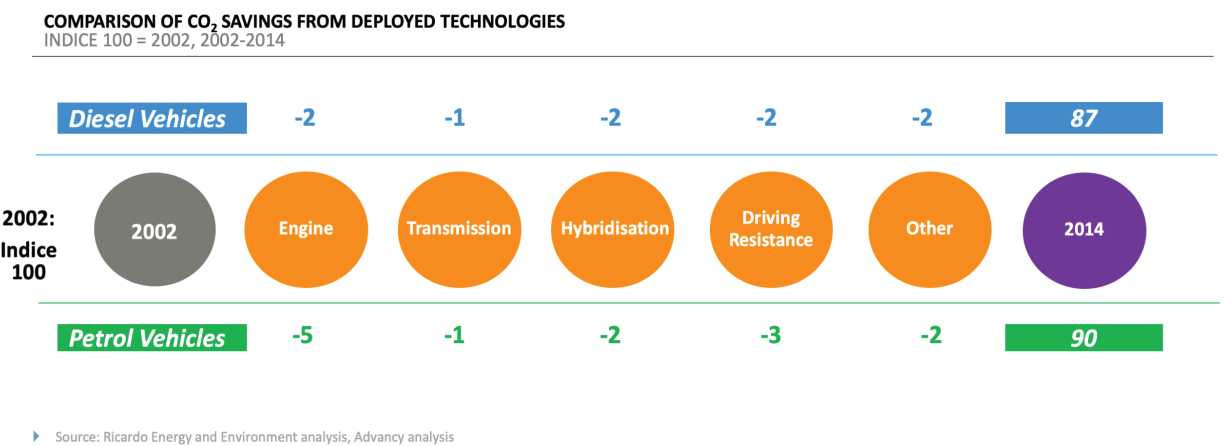 COMPARISON OF CO₂ SAVINGS FROM DEPLOYED TECHNOLOGIES
INDICE 100 = 2002, 2002-2014
Diesel Vehicles -2 -1 -2 -2 -2 87
2002:
Indice
100
2002
Engine
Transmission
Hybridisation
Driving
Resistance
Other
2014
Petrol Vehicles -5 -1 -2 -3 -2 90
Source: Ricardo Energy and Environment analysis, Advancy analysis